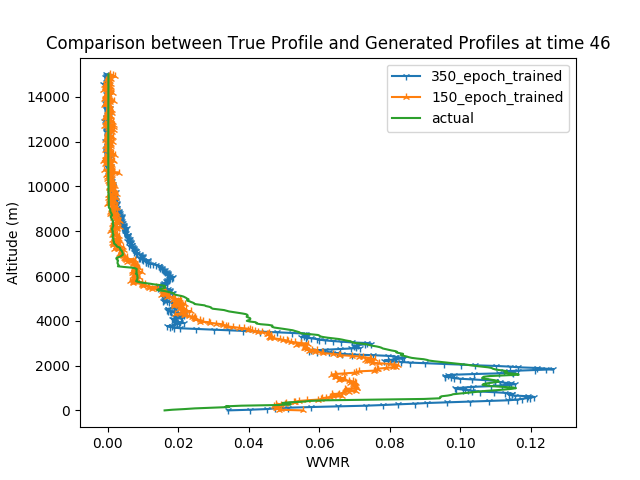 Comparison between True Profile and Generated Profiles at time 46
350_epoch_trained
150_epoch_trained
actual
Altitude (m)
14000
12000
10000
8000
6000
4000
2000
0
0.00 0.02 0.04 0.06 0.08 0.10 0.12
WVMR